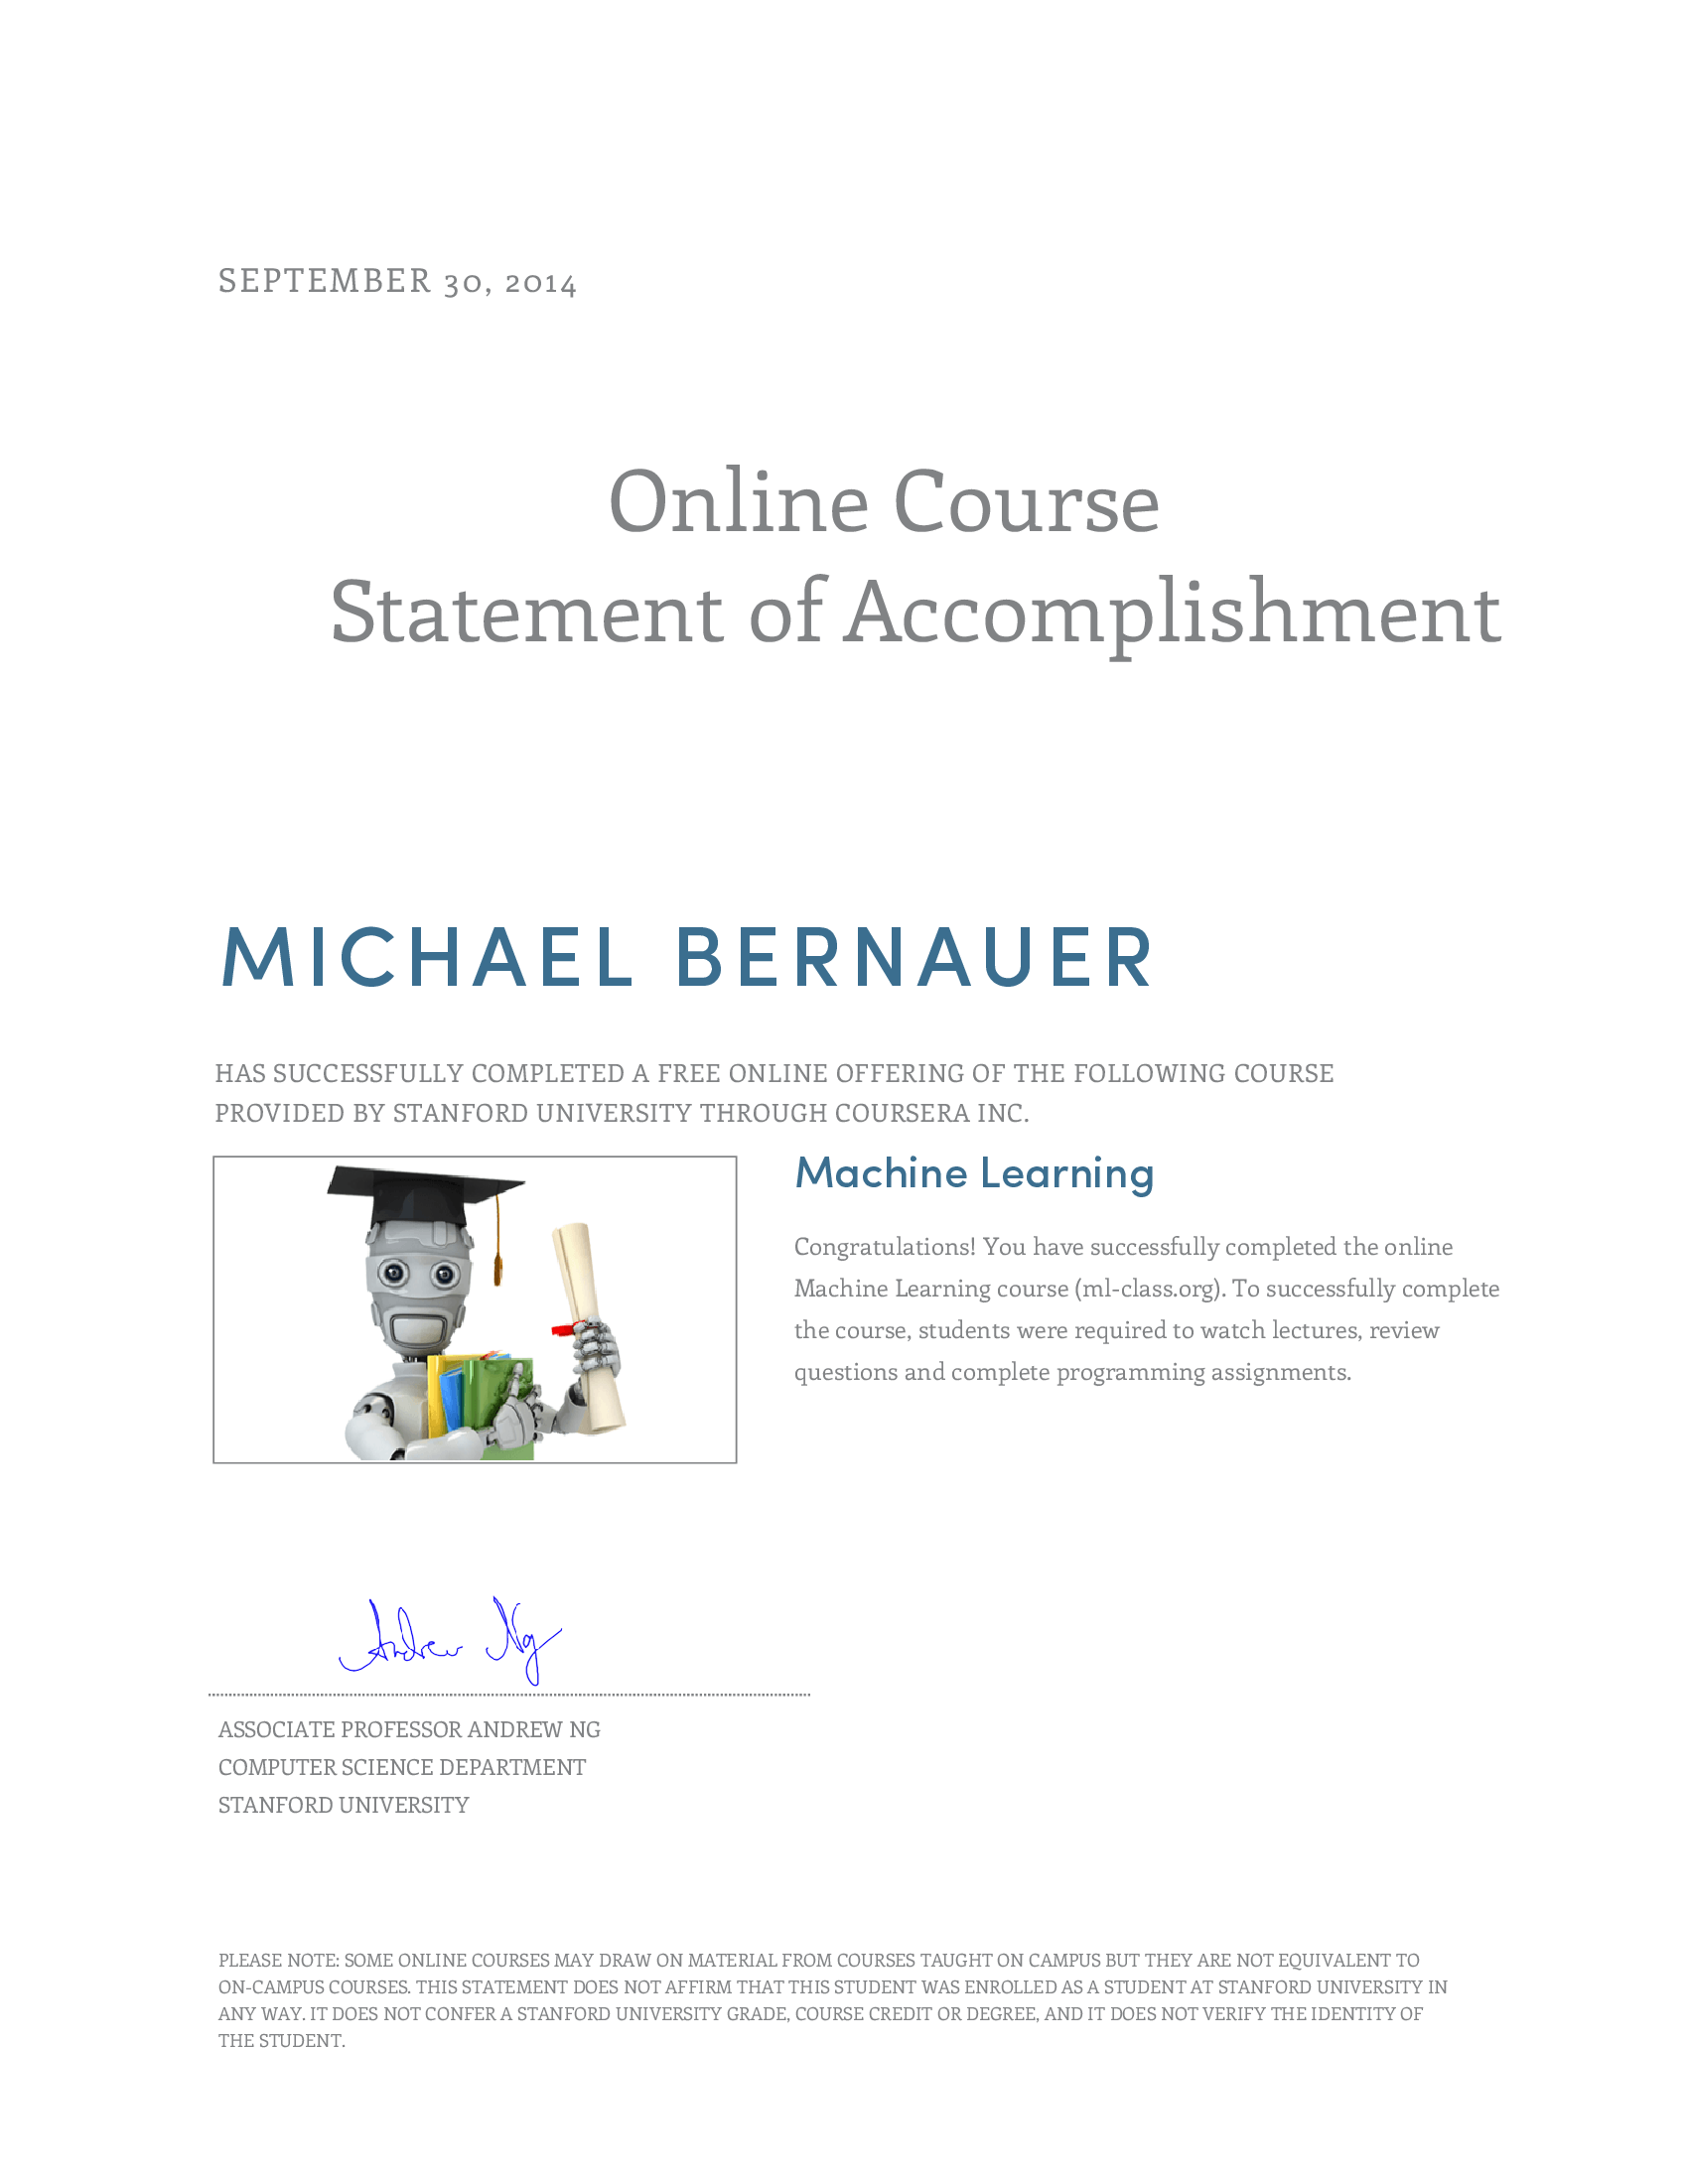 SEPTEMBER 30, 2014
Online Course
Statement of Accomplishment
MICHAEL BERNAUER
HAS SUCCESSFULLY COMPLETED A FREE ONLINE OFFERING OF THE FOLLOWING COURSE
PROVIDED BY STANFORD UNIVERSITY THROUGH COURSERA INC.
Machine Learning
Congratulations! You have successfully completed the online
Machine Learning course (ml-class.org). To successfully complete
the course, students were required to watch lectures, review
questions and complete programming assignments.
Andrew Ng
ASSOCIATE PROFESSOR ANDREW NG
COMPUTER SCIENCE DEPARTMENT
STANFORD UNIVERSITY
PLEASE NOTE: SOME ONLINE COURSES MAY DRAW ON MATERIAL FROM COURSES TAUGHT ON CAMPUS BUT THEY ARE NOT EQUIVALENT TO
ON-CAMPUS COURSES. THIS STATEMENT DOES NOT AFFIRM THAT THIS STUDENT WAS ENROLLED AS A STUDENT AT STANFORD UNIVERSITY IN
ANY WAY. IT DOES NOT CONFER A STANFORD UNIVERSITY GRADE, COURSE CREDIT OR DEGREE, AND IT DOES NOT VERIFY THE IDENTITY OF
THE STUDENT.